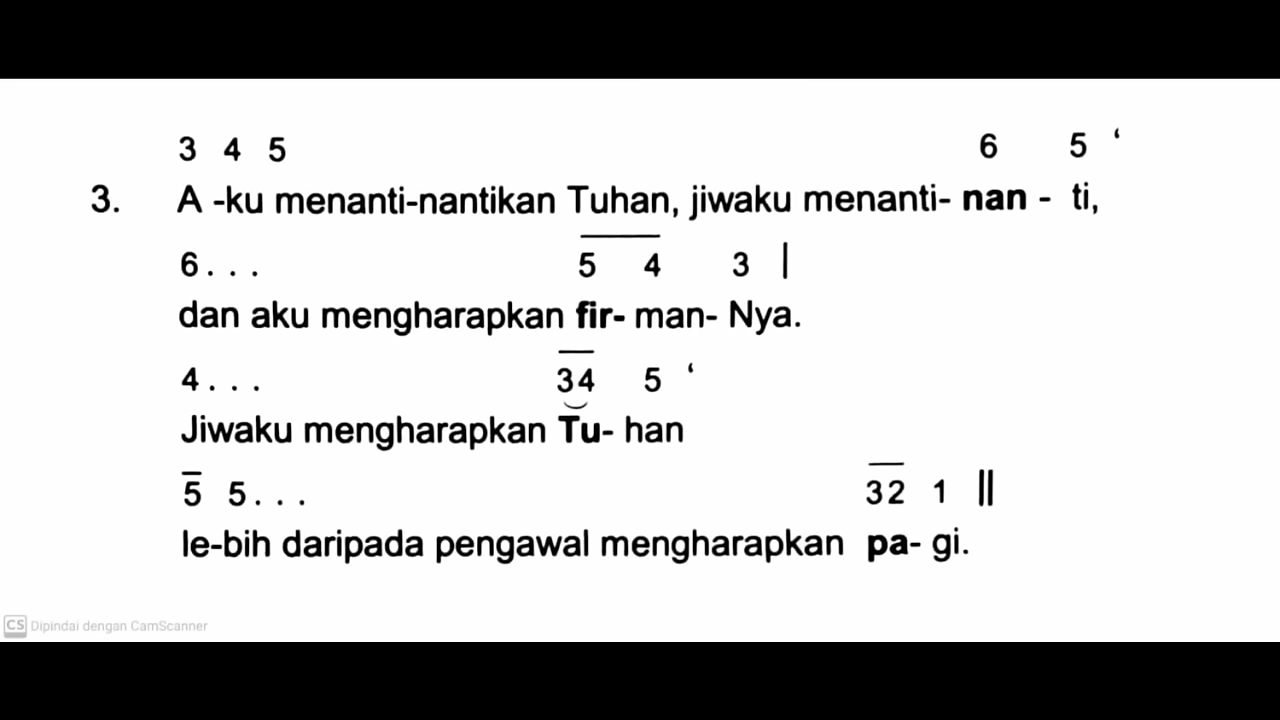 3 4 5 6 5 ‘
3. A -ku menanti-nantikan Tuhan, jiwaku menanti- nan - ti,
6 . . . 5 4 3 |
dan aku mengharapkan fir- man- Nya.
4 . . . 34 5 ‘
Jiwaku mengharapkan Tu- han
5 5 . . . 32 1 ||
le-bih daripada pengawal mengharapkan pa- gi.
CS Dipindai dengan CamScanner